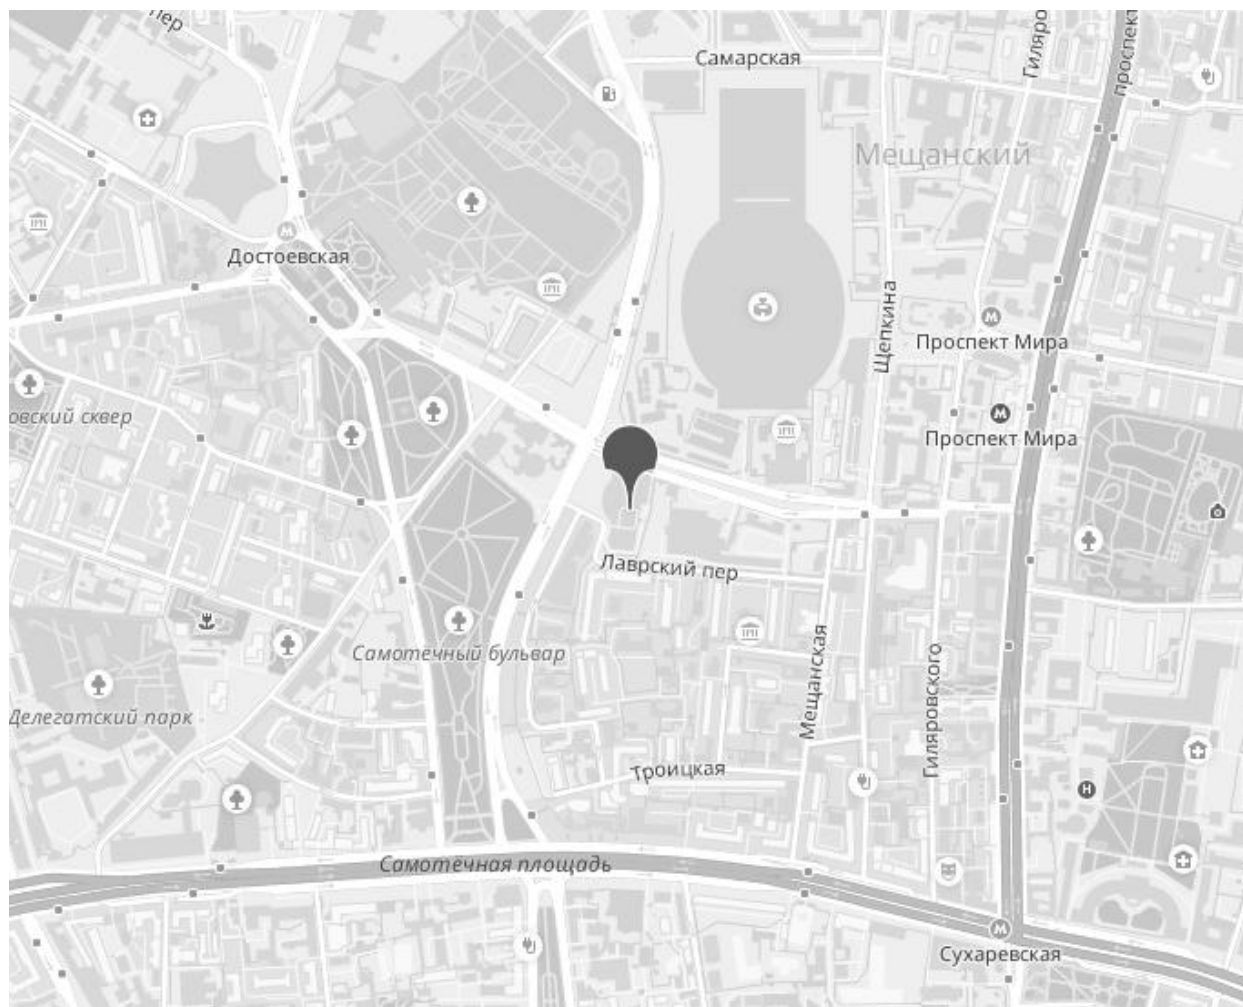 пер
Самарская
Гиляро
проспект
Мещанский
Достоевская
Щепкина
Проспект Мира
овский сквер
Проспект Мира
Лаврский пер
Самотечный бульвар
Мещанская
Гиляровского
Делегатский парк
Троицкая
Самотёчная площадь
Сухаревская